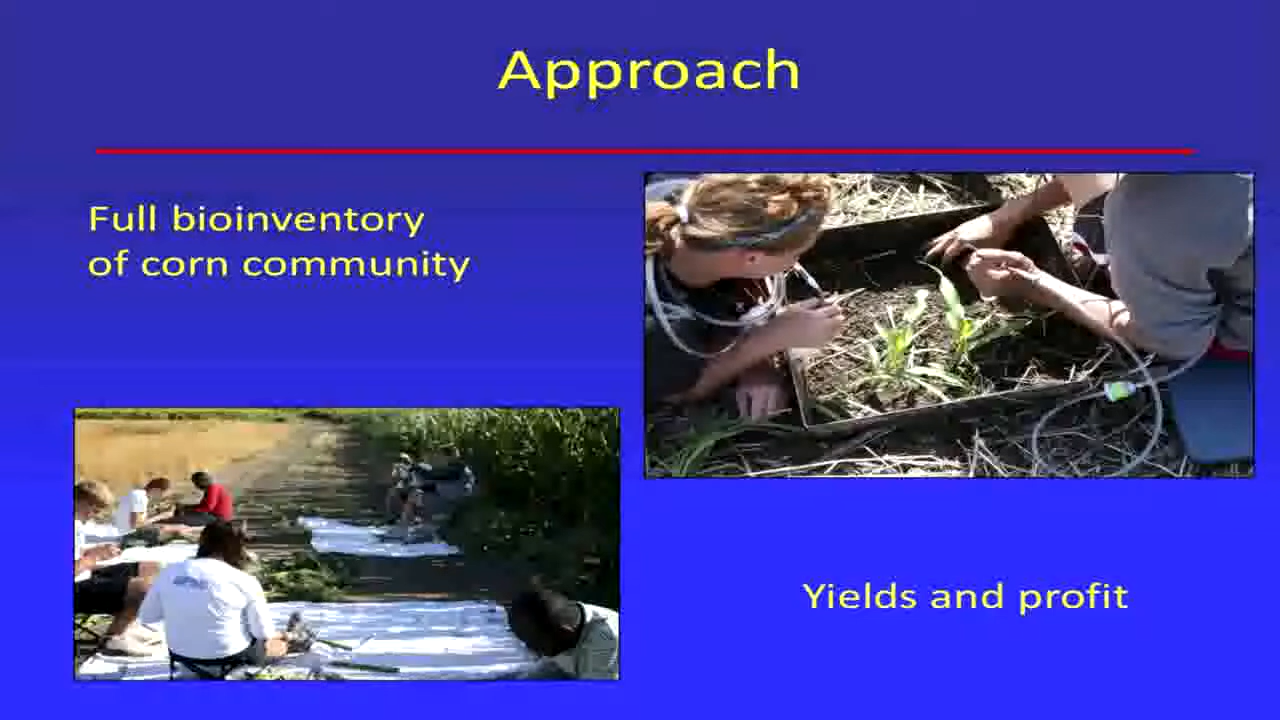 Approach
Full bioinventory
of corn community
Yields and profit